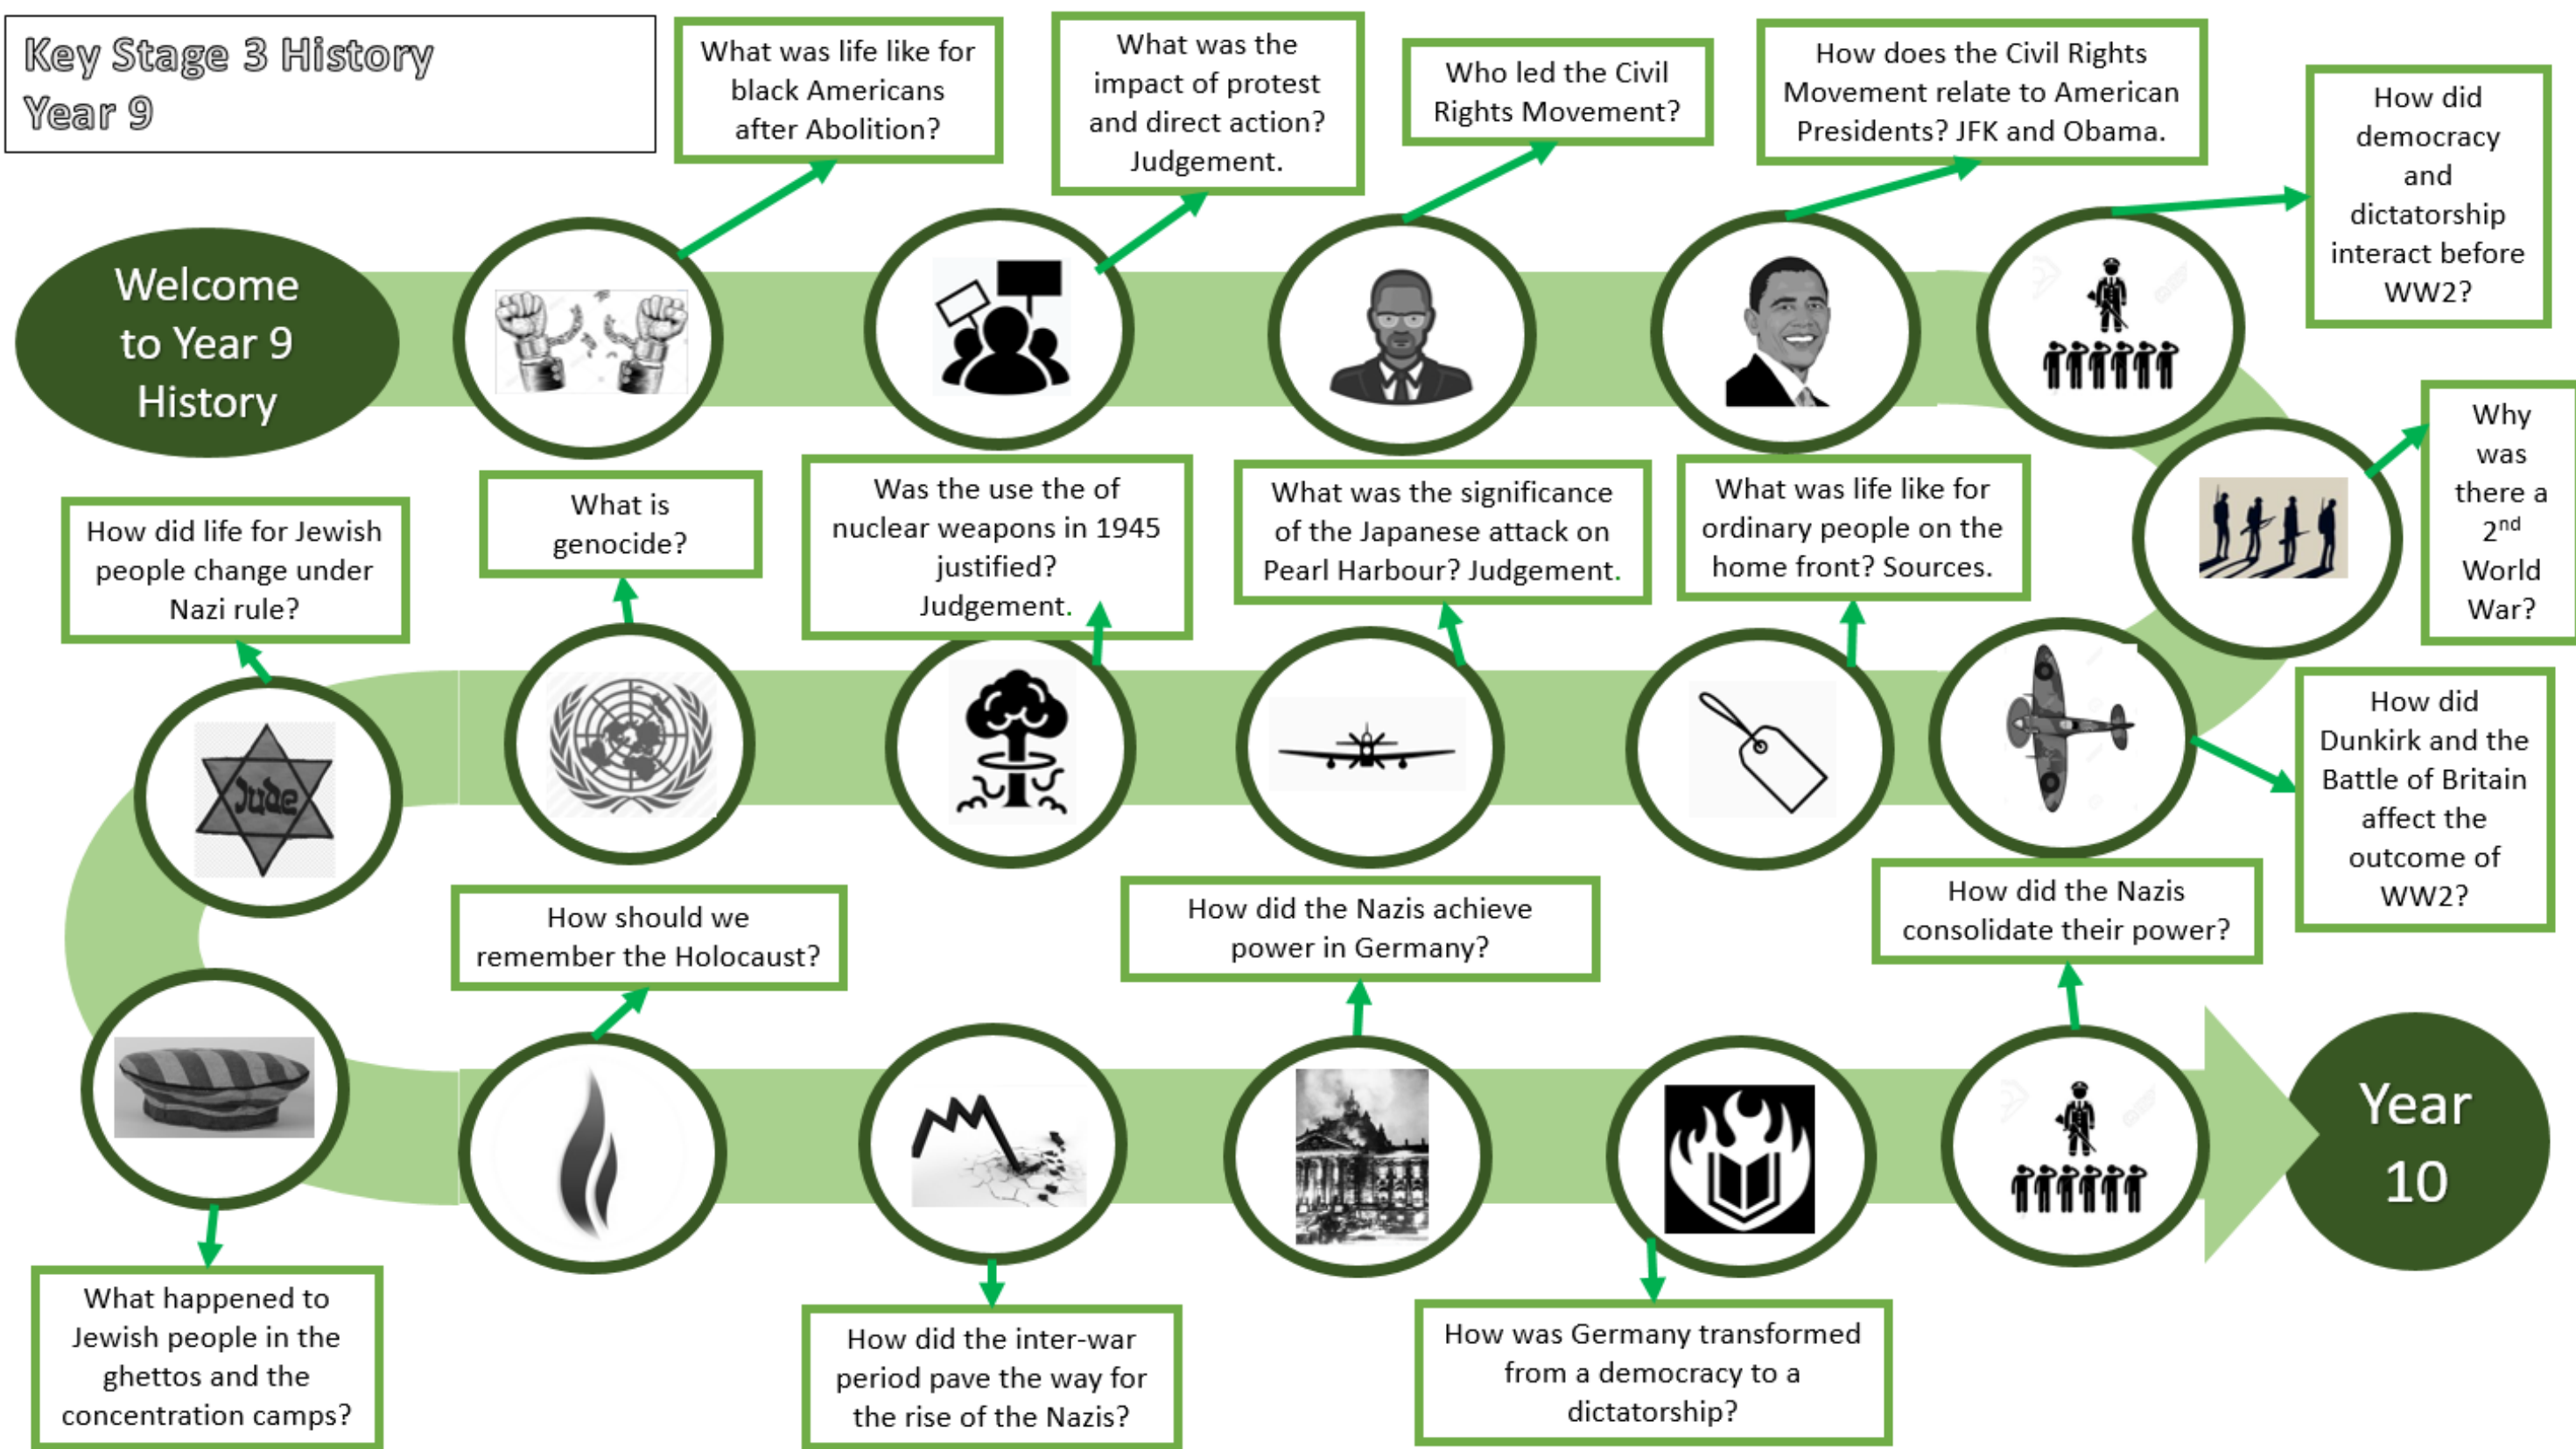 Key Stage 3 History
Year 9
What was life like for
black Americans
after Abolition?
What was the
impact of protest
and direct action?
Judgement.
Who led the Civil
Rights Movement?
How does the Civil Rights
Movement relate to American
Presidents? JFK and Obama.
How did
democracy
and
dictatorship
interact before
WW2?
Welcome
to Year 9
History
Why
was
there a
2nd
World
War?
How did
Dunkirk and the
Battle of Britain
affect the
outcome of
WW2?
What was life like for
ordinary people on the
home front? Sources.
What was the significance
of the Japanese attack on
Pearl Harbour? Judgement.
Was the use the of
nuclear weapons in 1945
justified?
Judgement.
What is
genocide?
How did life for Jewish
people change under
Nazi rule?
Jude
What happened to
Jewish people in the
ghettos and the
concentration camps?
How should we
remember the Holocaust?
How did the inter-war
period pave the way for
the rise of the Nazis?
How did the Nazis achieve
power in Germany?
How was Germany transformed
from a democracy to a
dictatorship?
How did the Nazis
consolidate their power?
Year
10